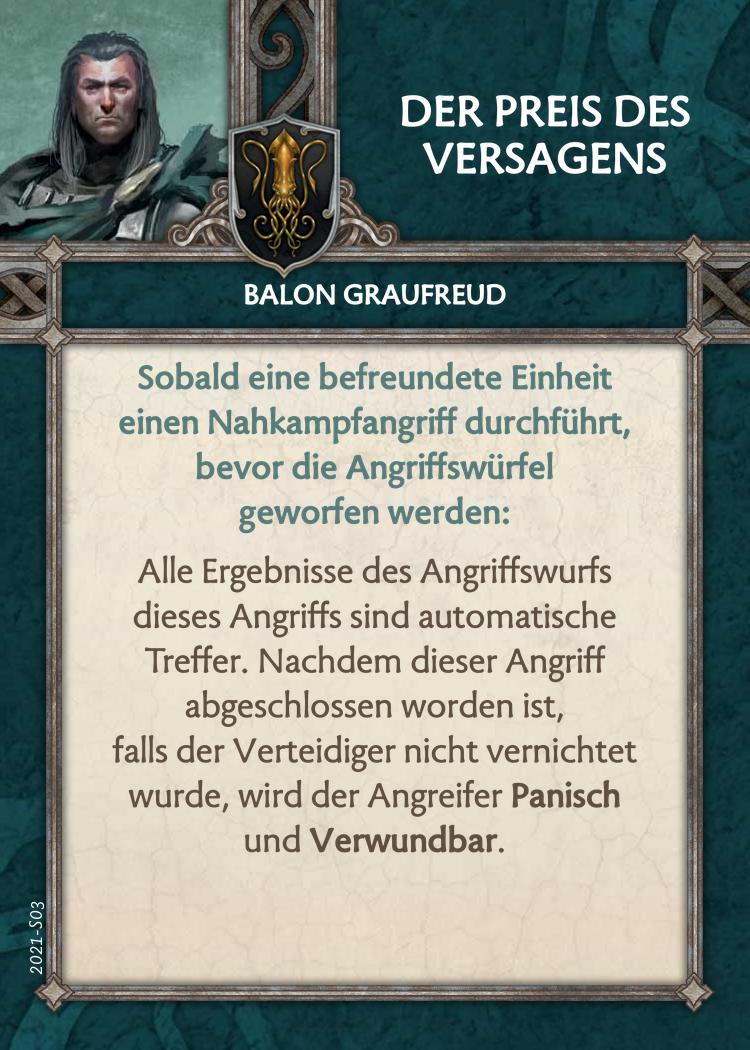 DER PREIS DES
VERSAGENS
BALON GRAUFREUD
Sobald eine befreundete Einheit
einen Nahkampfangriff durchführt,
bevor die Angriffswürfel
geworfen werden:
Alle Ergebnisse des Angriffswurfs
dieses Angriffs sind automatische
Treffer. Nachdem dieser Angriff
abgeschlossen worden ist,
falls der Verteidiger nicht vernichtet
wurde, wird der Angreifer Panisch
und Verwundbar.
2021-S03